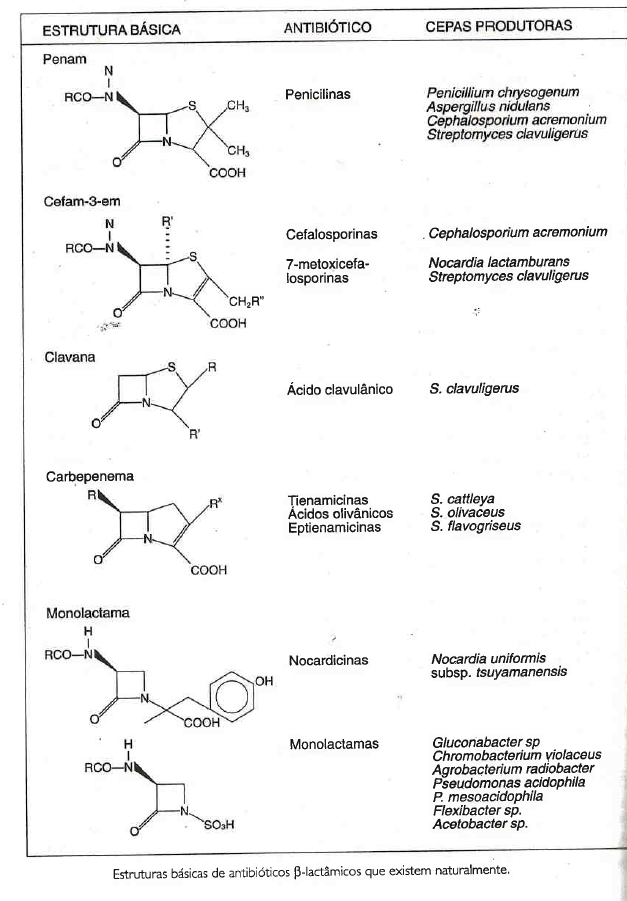 ESTRUTURA BÁSICA ANTIBIÓTICO CEPAS PRODUTORAS
Penam
N
RCO—N S CH₃
CH₃
N
O COOH
Penicilinas
Penicillium chrysogenum
Aspergillus nidulans
Cephalosporium acremonium
Streptomyces clavuligerus
Cefam-3-em
N R'
RCO—N S
N
O CH₂R"
COOH
Cefalosporinas
Cephalosporium acremonium
7-metoxicefa-
losporinas
Nocardia lactamburans
Streptomyces clavuligerus
Clavana
S R
N
O R'
Ácido clavulânico
S. clavuligerus
Carbepenema
R
Rˣ
N
O
COOH
Tienamicinas
Ácidos olivânicos
Eptienamicinas
S. cattleya
S. olivaceus
S. flavogriseus
Monolactama
H
RCO—N
OH
N
O COOH
Nocardicinas
Nocardia uniformis
subsp. tsuyamanensis
H
RCO—N
N
O SO₃H
Monolactamas
Gluconabacter sp
Chromobacterium violaceus
Agrobacterium radiobacter
Pseudomonas acidophila
P. mesoacidophila
Flexibacter sp.
Acetobacter sp.
Estruturas básicas de antibióticos β-lactâmicos que existem naturalmente.